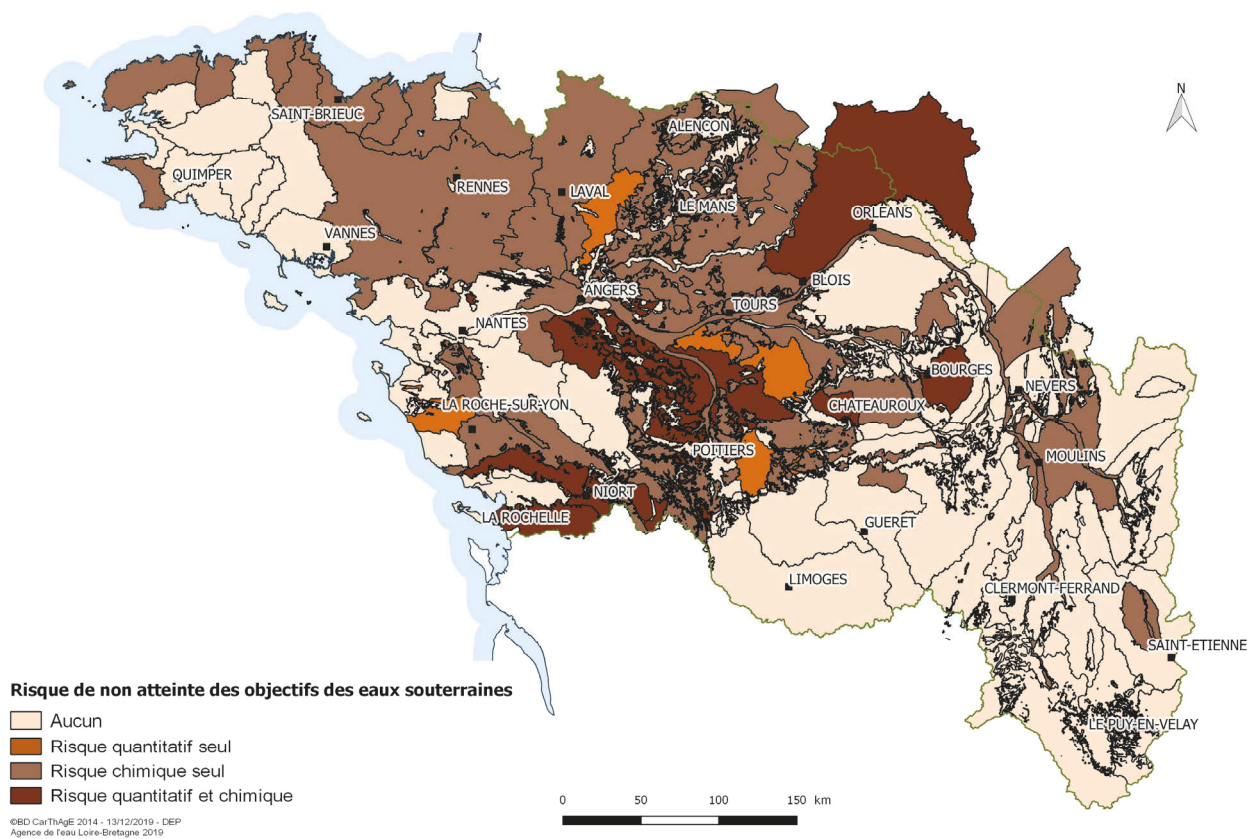 N
ALENÇON
SAINT-BRIEUC
QUIMPER
RENNES
LAVAL
LE MANS
ORLÉANS
VANNES
BLOIS
ANGERS
TOURS
NANTES
BOURGES
NEVERS
LA ROCHE-SUR-YON
CHATEAUROUX
POITIERS
MOULINS
NIORT
LA ROCHELLE
GUERET
LIMOGES
CLERMONT-FERRAND
SAINT-ETIENNE
LE PUY-EN-VELAY
Risque de non atteinte des objectifs des eaux souterraines
Aucun
Risque quantitatif seul
Risque chimique seul
Risque quantitatif et chimique
0 50 100 150 km
©BD CarThAgE 2014 - 13/12/2019 - DEP
Agence de l'eau Loire-Bretagne 2019